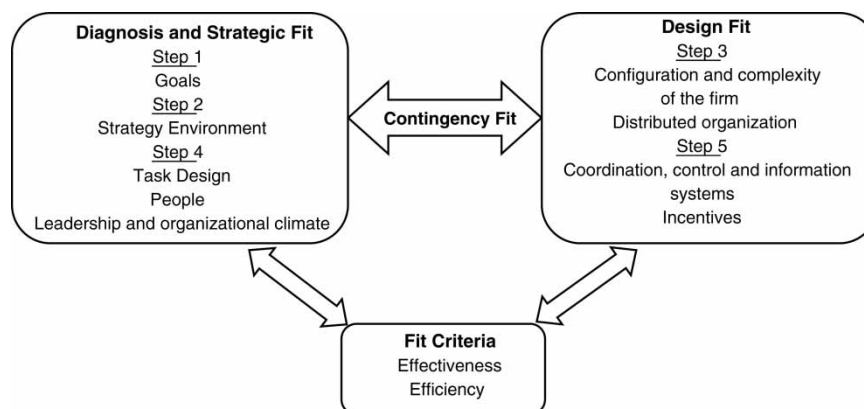 Diagnosis and Strategic Fit
Step 1
Goals
Step 2
Strategy Environment
Step 4
Task Design
People
Leadership and organizational climate
Contingency Fit
Design Fit
Step 3
Configuration and complexity
of the firm
Distributed organization
Step 5
Coordination, control and information
systems
Incentives
Fit Criteria
Effectiveness
Efficiency